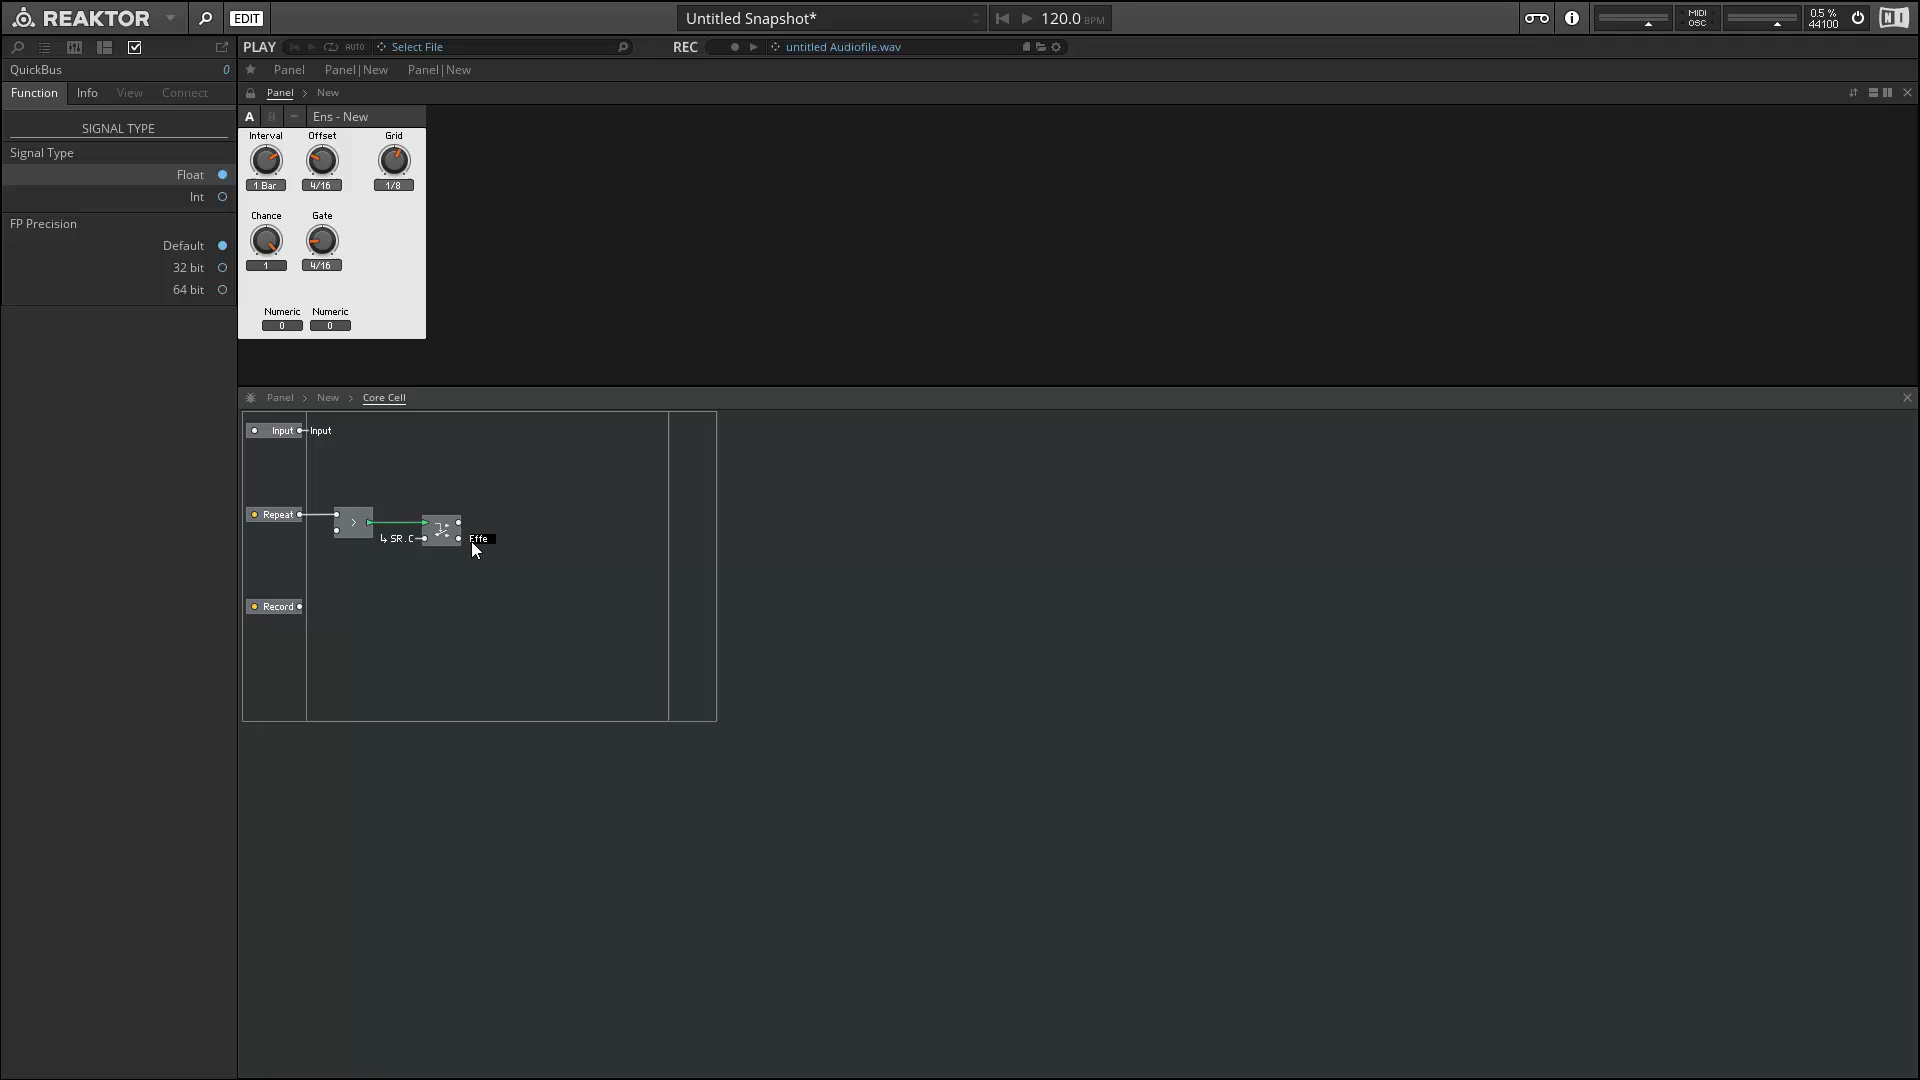 REAKTOR EDIT Untitled Snapshot* 120.0 BPM MIDI OSC 0.5 % 44100
PLAY AUTO Select File REC untitled Audiofile.wav
QuickBus 0 Panel Panel|New Panel|New
Function Info View Connect Panel > New
A B Ens - New
SIGNAL TYPE
Signal Type
Float
Int
FP Precision
Default
32 bit
64 bit
Interval Offset Grid
1 Bar 4/16 1/8
Chance Gate
1 4/16
Numeric Numeric
0 0
Panel > New > Core Cell
Input Input
Repeat >
SR.C Effe
Record